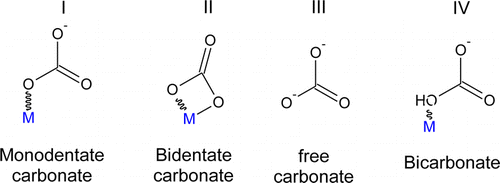 I II III IV
O⁻ O O⁻ O⁻
O O O O O⁻ O HO O
M M M
Monodentate carbonate
Bidentate carbonate
free carbonate
Bicarbonate